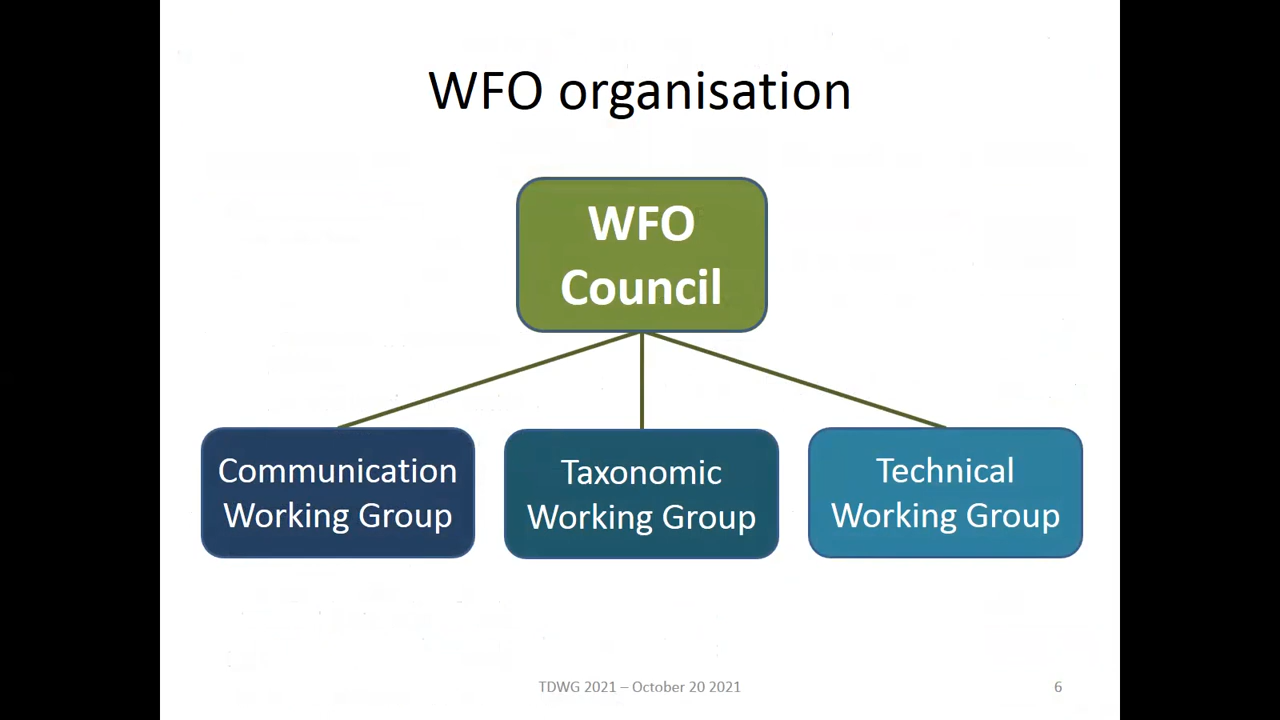 WFO organisation
WFO
Council
Communication
Working Group
Taxonomic
Working Group
Technical
Working Group
TDWG 2021 – October 20 2021
6